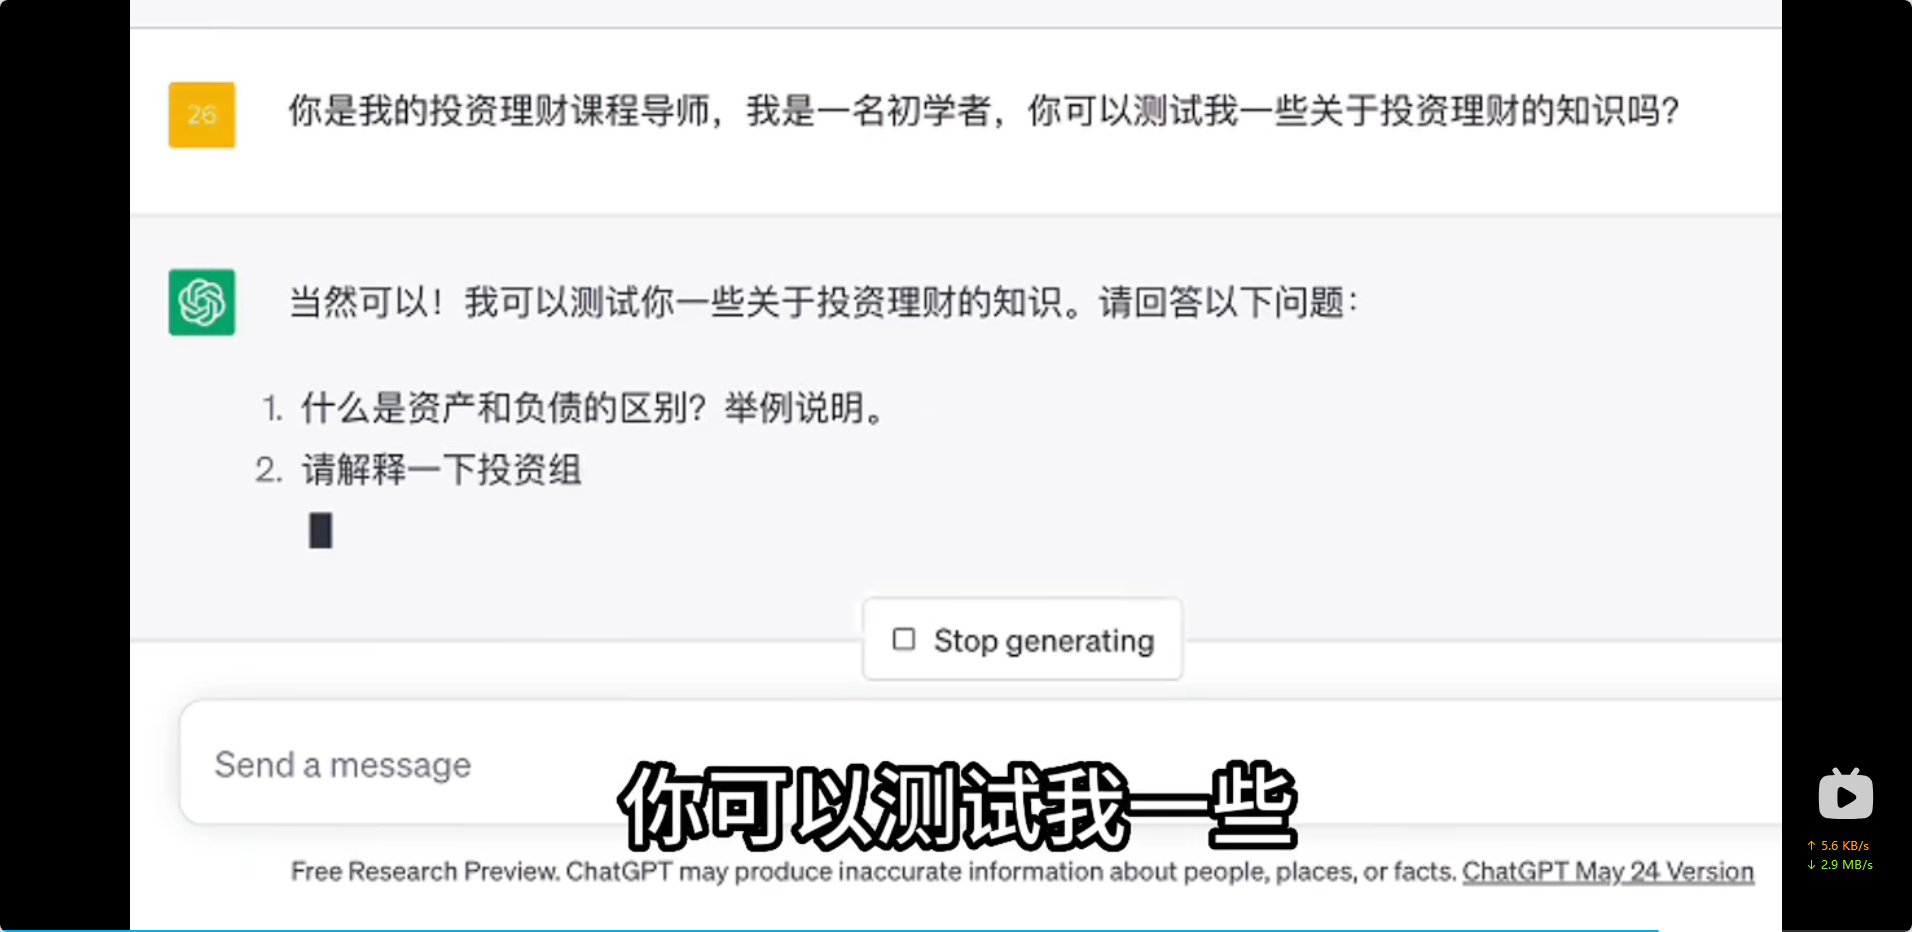 26
你是我的投资理财课程导师，我是一名初学者，你可以测试我一些关于投资理财的知识吗？
当然可以！我可以测试你一些关于投资理财的知识。请回答以下问题：
1. 什么是资产和负债的区别？举例说明。
2. 请解释一下投资组
Stop generating
Send a message
你可以测试我一些
Free Research Preview. ChatGPT may produce inaccurate information about people, places, or facts. ChatGPT May 24 Version
↑ 5.6 KB/s
↓ 2.9 MB/s